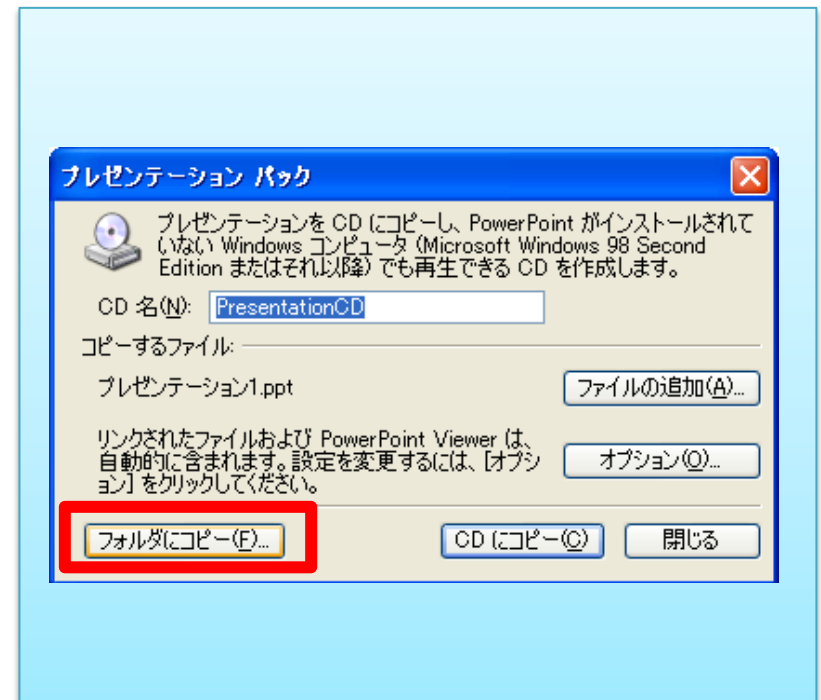 プレゼンテーション パック
プレゼンテーションを CD にコピーし、PowerPoint がインストールされて
いない Windows コンピュータ (Microsoft Windows 98 Second
Edition またはそれ以降) でも再生できる CD を作成します。
CD 名(N): PresentationCD
コピーするファイル:
プレゼンテーション1.ppt ファイルの追加(A)...
リンクされたファイルおよび PowerPoint Viewer は、
自動的に含まれます。設定を変更するには、[オプシ
ョン] をクリックしてください。
オプション(O)...
フォルダにコピー(F)... CD にコピー(C) 閉じる